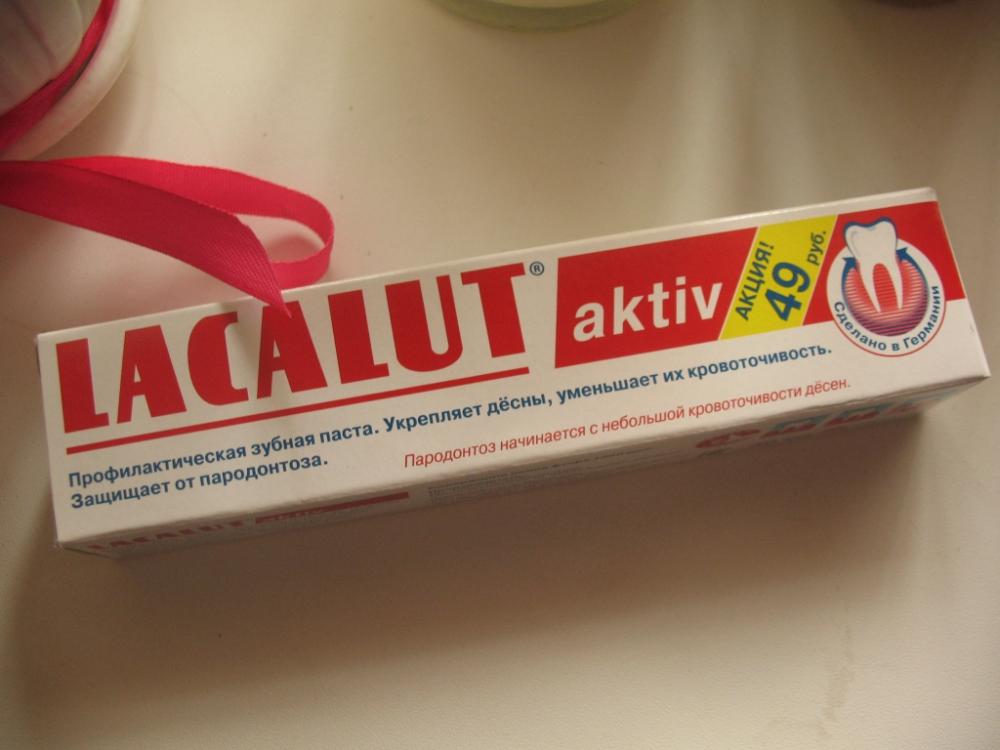 LACALUT®
aktiv
АКЦИЯ!
49 руб.
Сделано в Германии
Профилактическая зубная паста. Укрепляет дёсны, уменьшает их кровоточивость.
Защищает от пародонтоза.
Пародонтоз начинается с небольшой кровоточивости дёсен.
LACALUT aktiv